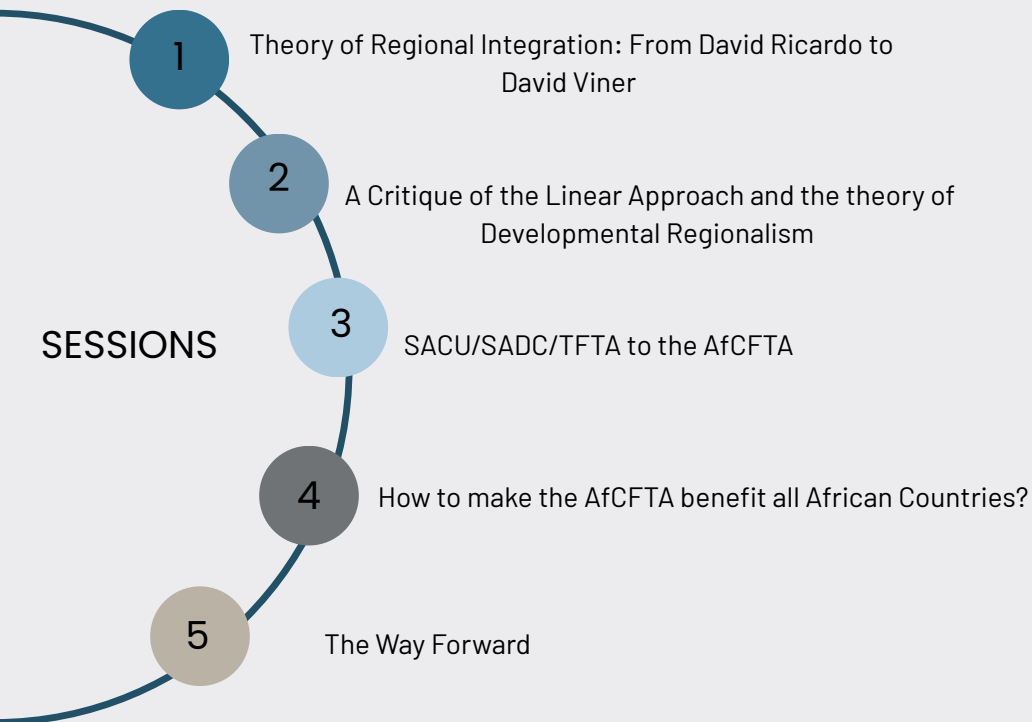 1
Theory of Regional Integration: From David Ricardo to
David Viner
2
A Critique of the Linear Approach and the theory of
Developmental Regionalism
SESSIONS
3
SACU/SADC/TFTA to the AfCFTA
4
How to make the AfCFTA benefit all African Countries?
5
The Way Forward